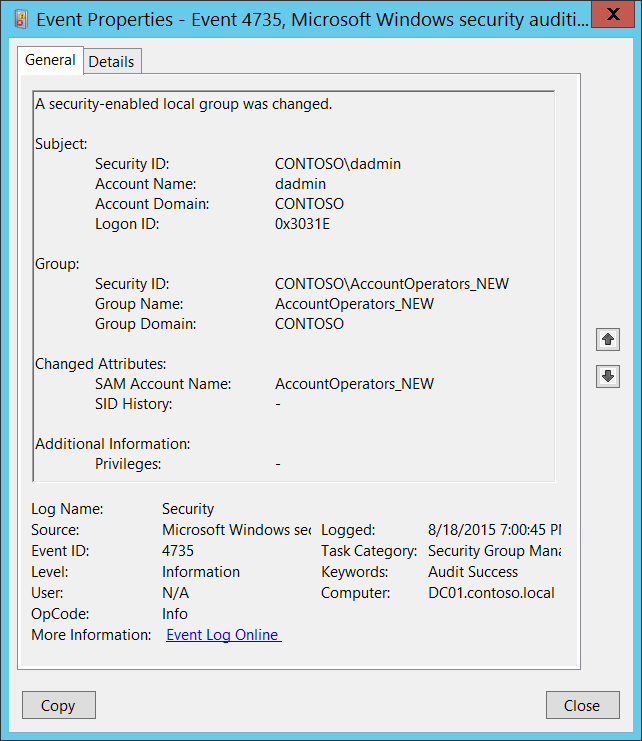 Event Properties - Event 4735, Microsoft Windows security auditi...
X
General Details
A security-enabled local group was changed.
Subject:
Security ID: CONTOSO\dadmin
Account Name: dadmin
Account Domain: CONTOSO
Logon ID: 0x3031E
Group:
Security ID: CONTOSO\AccountOperators_NEW
Group Name: AccountOperators_NEW
Group Domain: CONTOSO
Changed Attributes:
SAM Account Name: AccountOperators_NEW
SID History: -
Additional Information:
Privileges: -
Log Name: Security
Source: Microsoft Windows sec Logged: 8/18/2015 7:00:45 PM
Event ID: 4735 Task Category: Security Group Mana
Level: Information Keywords: Audit Success
User: N/A Computer: DC01.contoso.local
OpCode: Info
More Information: Event Log Online
Copy Close